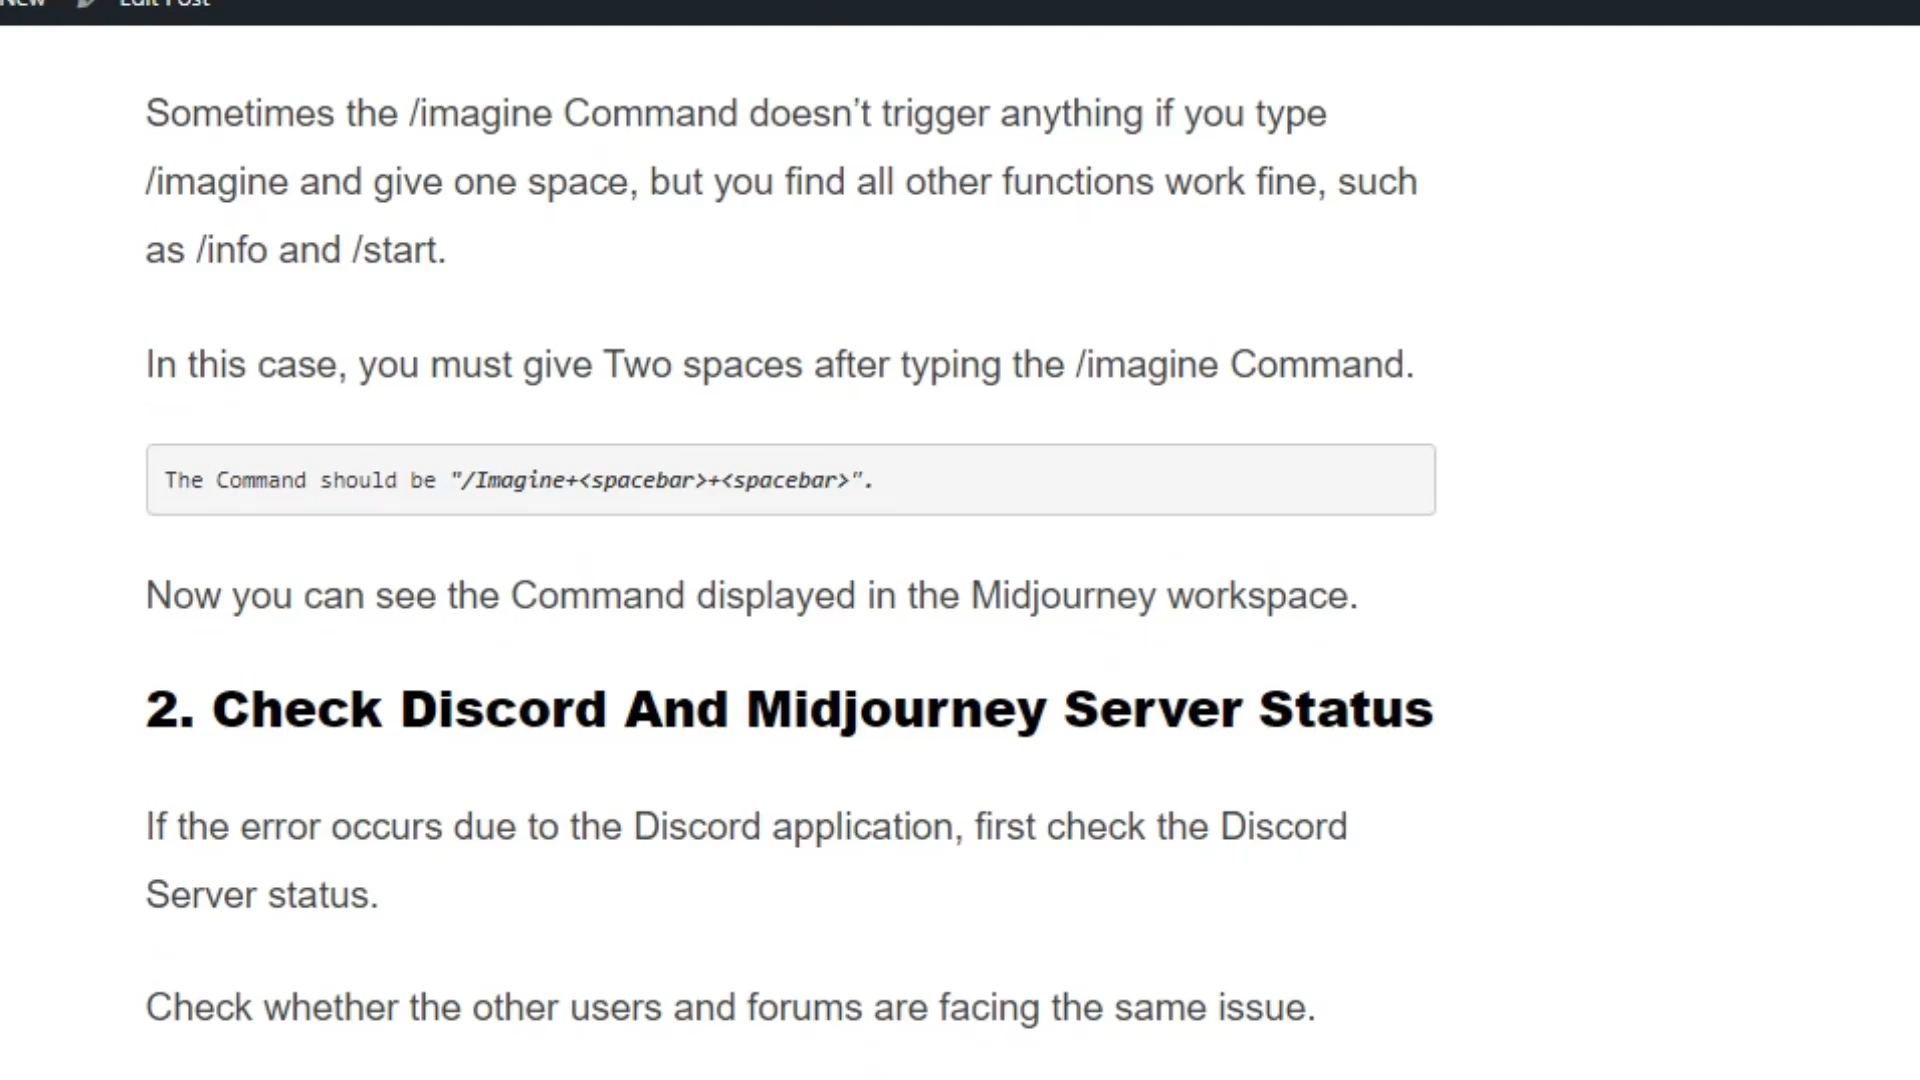 New Edit Post
Sometimes the /imagine Command doesn’t trigger anything if you type
/imagine and give one space, but you find all other functions work fine, such
as /info and /start.
In this case, you must give Two spaces after typing the /imagine Command.
The Command should be "/Imagine+<spacebar>+<spacebar>".
Now you can see the Command displayed in the Midjourney workspace.
2. Check Discord And Midjourney Server Status
If the error occurs due to the Discord application, first check the Discord
Server status.
Check whether the other users and forums are facing the same issue.